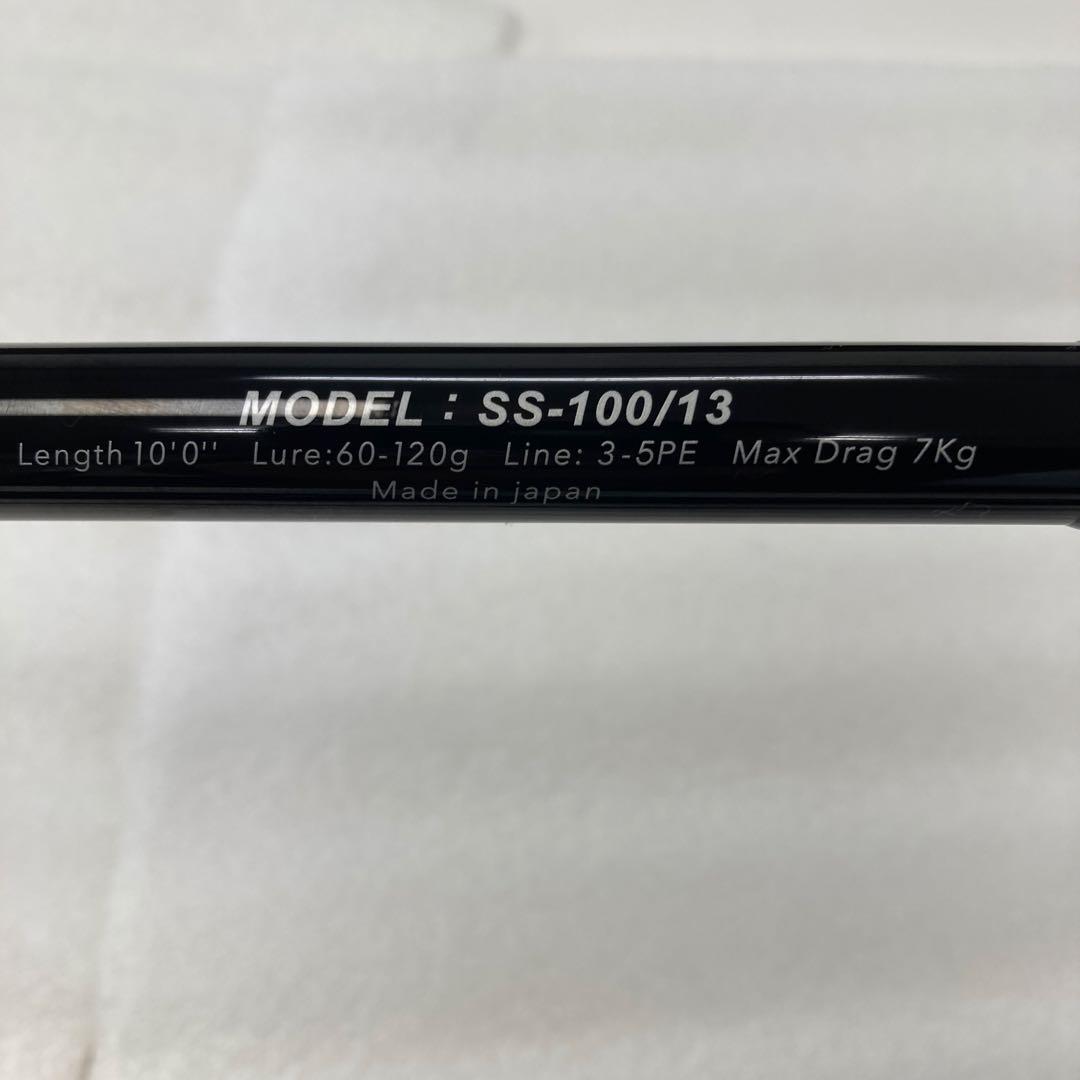 MODEL : SS-100/13
Length 10'0'' Lure:60-120g Line: 3-5PE Max Drag 7Kg
Made in japan